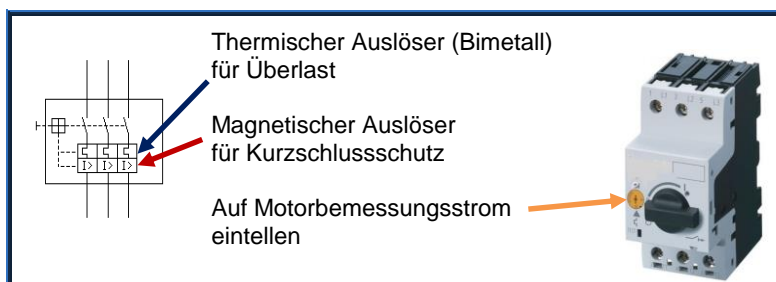 Thermischer Auslöser (Bimetall)
für Überlast
Magnetischer Auslöser
für Kurzschlussschutz
Auf Motorbemessungsstrom
eintellen
I> I> I>